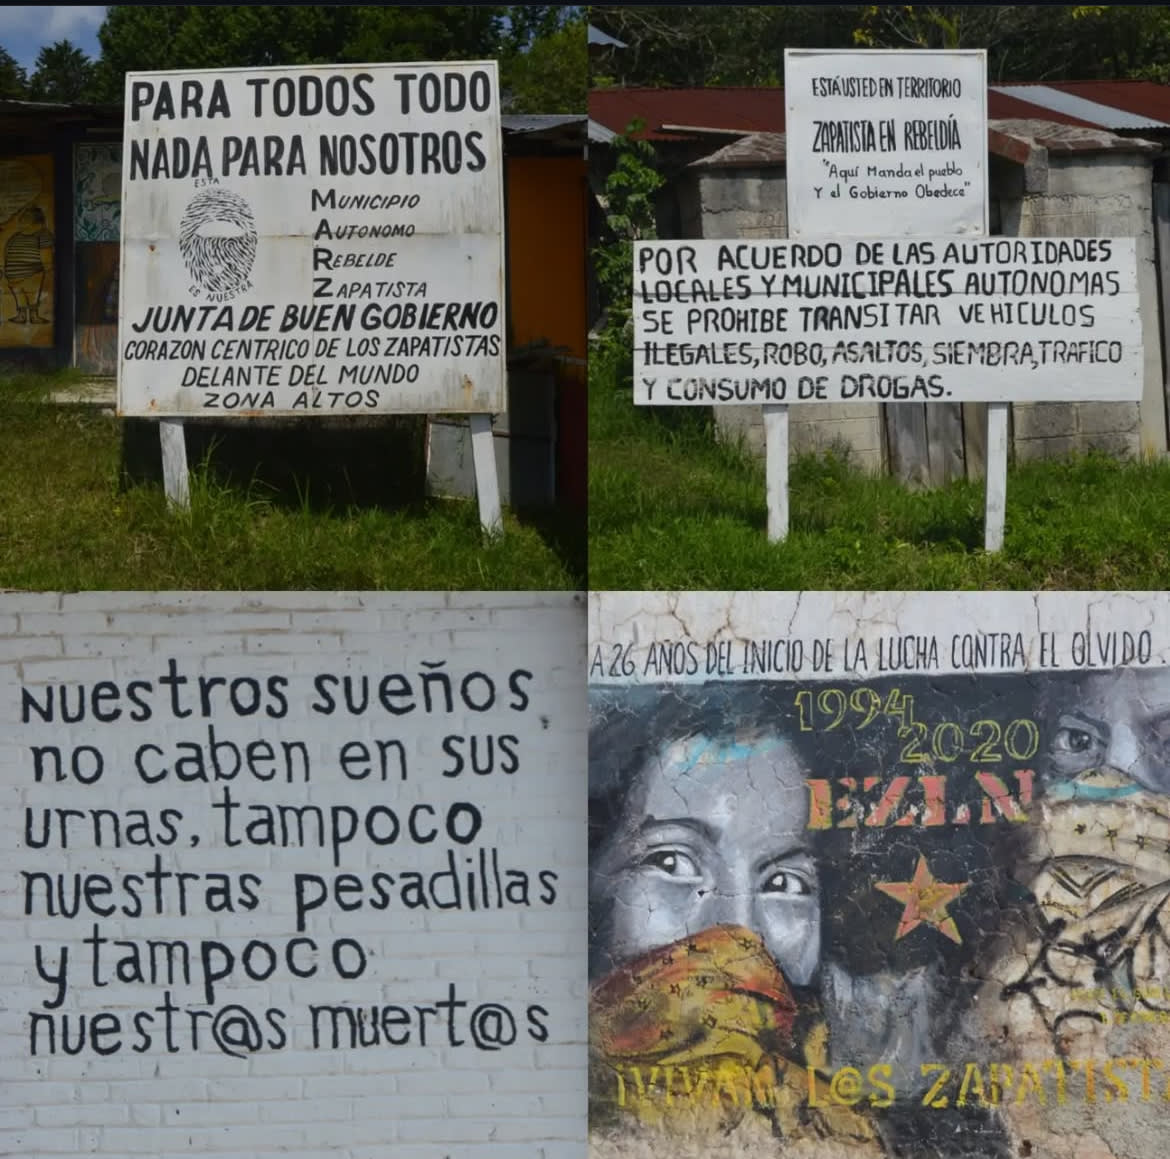 PARA TODOS TODO
NADA PARA NOSOTROS
ESTA
ES NUESTRA
MUNICIPIO
AUTONOMO
REBELDE
ZAPATISTA
JUNTA DE BUEN GOBIERNO
CORAZON CENTRICO DE LOS ZAPATISTAS
DELANTE DEL MUNDO
ZONA ALTOS
ESTÁ USTED EN TERRITORIO
ZAPATISTA EN REBELDÍA
"Aquí Manda el pueblo
Y el Gobierno Obedece"
POR ACUERDO DE LAS AUTORIDADES
LOCALES Y MUNICIPALES AUTONOMAS
SE PROHIBE TRANSITAR VEHICULOS
ILEGALES, ROBO, ASALTOS, SIEMBRA, TRAFICO
Y CONSUMO DE DROGAS.
Nuestros sueños
no caben en sus
urnas, tampoco
nuestras pesadillas
y tampoco
nuestr@s muert@s
A 26 AÑOS DEL INICIO DE LA LUCHA CONTRA EL OLVIDO
1994
2020
EZLN
¡VIVAN L@S ZAPATIST